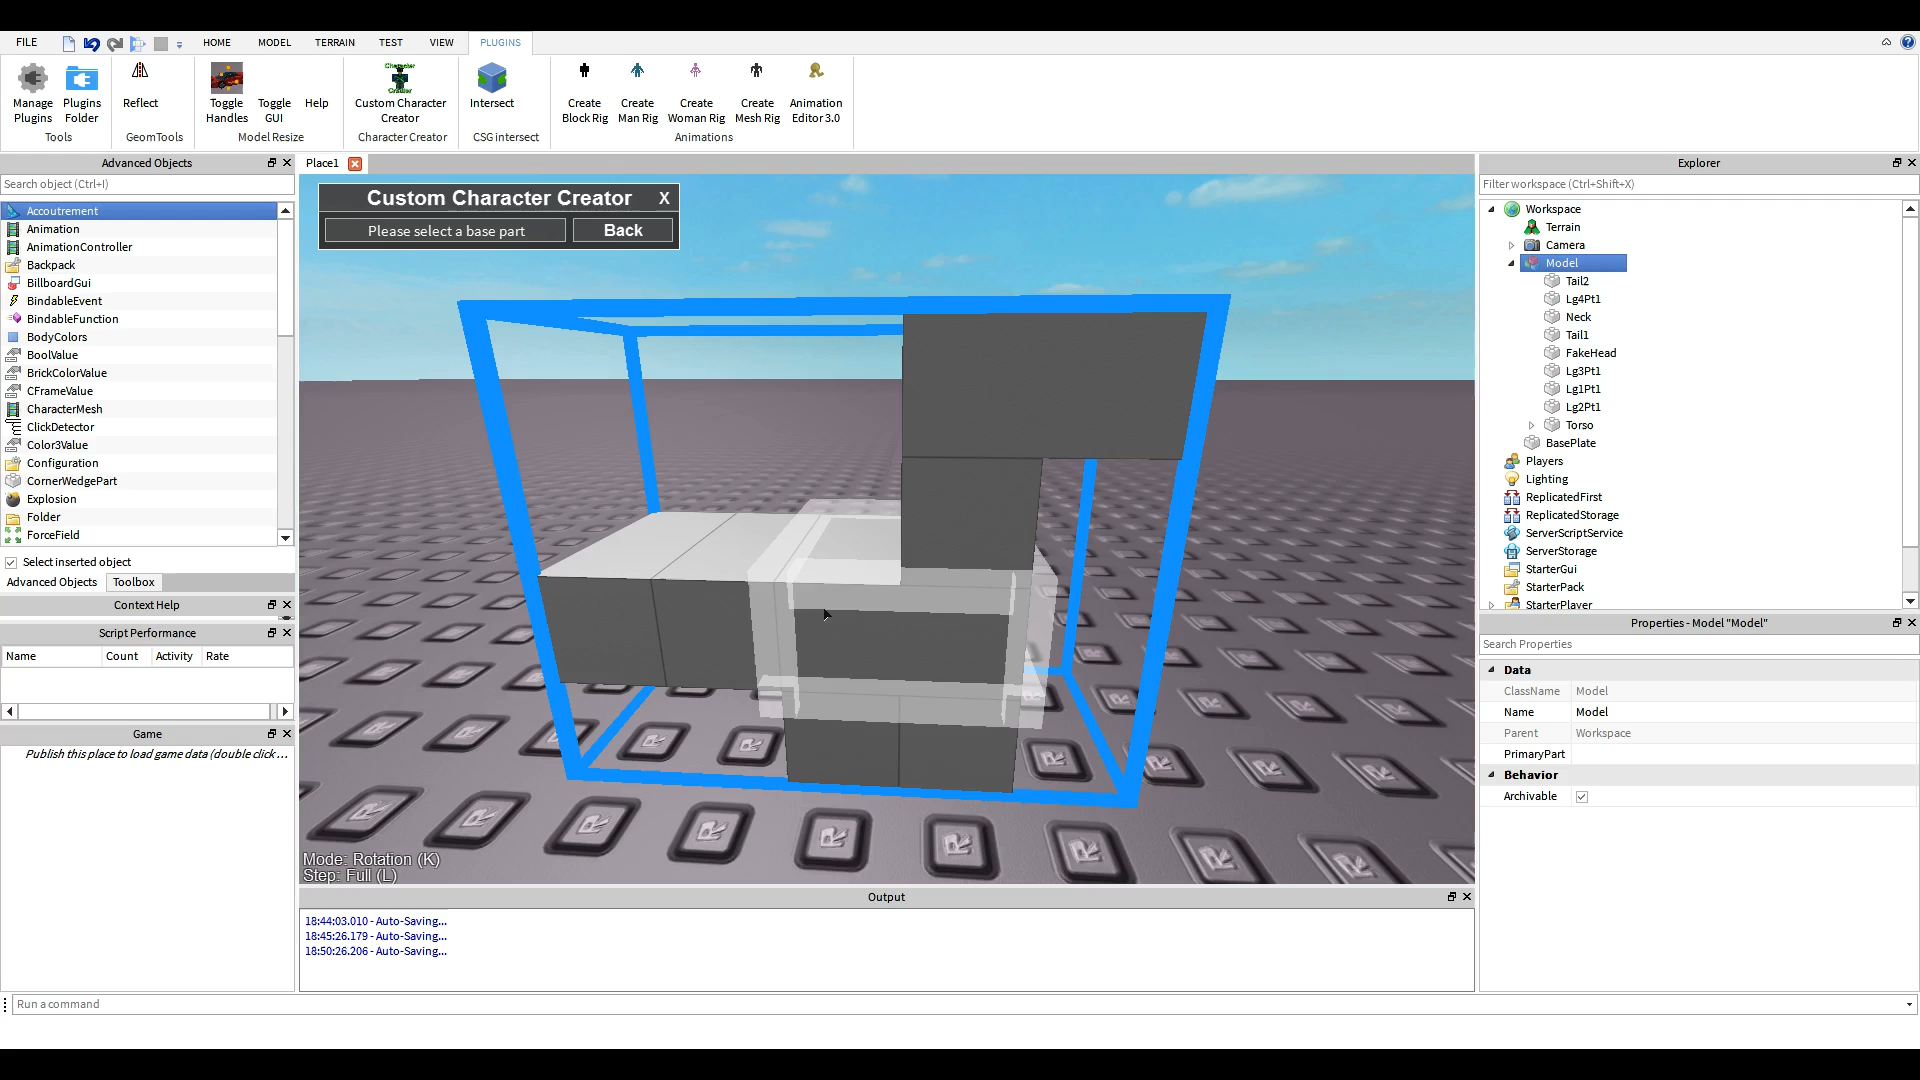 FILE
HOME
MODEL
TERRAIN
TEST
VIEW
PLUGINS
Manage Plugins
Plugins Folder
Reflect
Toggle Handles
Toggle GUI
Help
Custom Character Creator
Intersect
Create Block Rig
Create Man Rig
Create Woman Rig
Create Mesh Rig
Animation Editor 3.0
Tools
GeomTools
Model Resize
Character Creator
CSG intersect
Animations
Advanced Objects
Search object (Ctrl+I)
Accoutrement
Animation
AnimationController
Backpack
BillboardGui
BindableEvent
BindableFunction
BodyColors
BoolValue
BrickColorValue
CFrameValue
CharacterMesh
ClickDetector
Color3Value
Configuration
CornerWedgePart
Explosion
Folder
ForceField
Select inserted object
Advanced Objects
Toolbox
Context Help
Script Performance
Name
Count
Activity
Rate
Game
Publish this place to load game data (double click ...
Place1
Custom Character Creator
X
Please select a base part
Back
Mode: Rotation (K)
Step: Full (L)
Output
18:44:03.010 - Auto-Saving...
18:45:26.179 - Auto-Saving...
18:50:26.206 - Auto-Saving...
Run a command
Explorer
Filter workspace (Ctrl+Shift+X)
Workspace
Terrain
Camera
Model
Tail2
Lg4Pt1
Neck
Tail1
FakeHead
Lg3Pt1
Lg1Pt1
Lg2Pt1
Torso
BasePlate
Players
Lighting
ReplicatedFirst
ReplicatedStorage
ServerScriptService
ServerStorage
StarterGui
StarterPack
StarterPlayer
Properties - Model "Model"
Search Properties
Data
ClassName Model
Name Model
Parent Workspace
PrimaryPart
Behavior
Archivable